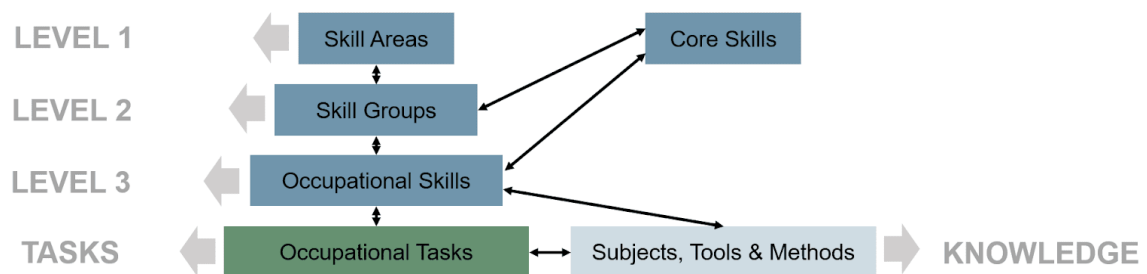 LEVEL 1
Skill Areas
Core Skills
LEVEL 2
Skill Groups
LEVEL 3
Occupational Skills
TASKS
Occupational Tasks
Subjects, Tools & Methods
KNOWLEDGE